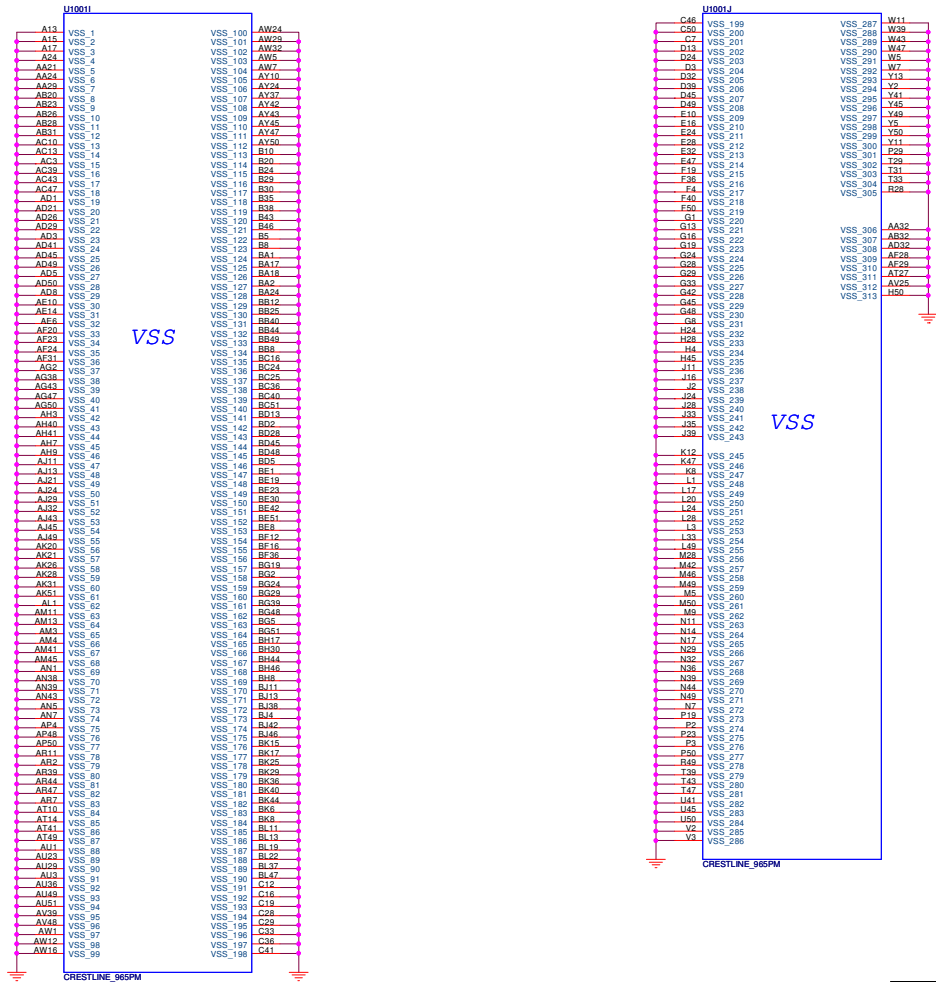 U1001I
A13 VSS_1 VSS_100 AW24
A15 VSS_2 VSS_101 AW29
A17 VSS_3 VSS_102 AW32
A24 VSS_4 VSS_103 AW5
AA21 VSS_5 VSS_104 AW7
AA24 VSS_6 VSS_105 AY10
AA29 VSS_7 VSS_106 AY24
AB20 VSS_8 VSS_107 AY37
AB23 VSS_9 VSS_108 AY42
AB26 VSS_10 VSS_109 AY43
AB28 VSS_11 VSS_110 AY45
AB31 VSS_12 VSS_111 AY47
AC10 VSS_13 VSS_112 AY50
AC13 VSS_14 VSS_113 B10
AC3 VSS_15 VSS_114 B20
AC39 VSS_16 VSS_115 B24
AC43 VSS_17 VSS_116 B29
AC47 VSS_18 VSS_117 B30
AD1 VSS_19 VSS_118 B35
AD21 VSS_20 VSS_119 B38
AD26 VSS_21 VSS_120 B43
AD29 VSS_22 VSS_121 B46
AD3 VSS_23 VSS_122 B5
AD41 VSS_24 VSS_123 B8
AD45 VSS_25 VSS_124 BA1
AD49 VSS_26 VSS_125 BA17
AD5 VSS_27 VSS_126 BA18
AD50 VSS_28 VSS_127 BA2
AD8 VSS_29 VSS_128 BA24
AE10 VSS_30 VSS_129 BB12
AE14 VSS_31 VSS_130 BB25
AE6 VSS_32 VSS_131 BB40
AF20 VSS_33 VSS_132 BB44
AF23 VSS_34 VSS_133 BB49
AF24 VSS_35 VSS_134 BB8
AF31 VSS_36 VSS_135 BC16
AG2 VSS_37 VSS_136 BC24
AG38 VSS_38 VSS_137 BC25
AG43 VSS_39 VSS_138 BC36
AG47 VSS_40 VSS_139 BC40
AG50 VSS_41 VSS_140 BC51
AH3 VSS_42 VSS_141 BD13
AH40 VSS_43 VSS_142 BD2
AH41 VSS_44 VSS_143 BD28
AH7 VSS_45 VSS_144 BD45
AH9 VSS_46 VSS_145 BD48
AJ11 VSS_47 VSS_146 BD5
AJ13 VSS_48 VSS_147 BE1
AJ21 VSS_49 VSS_148 BE19
AJ24 VSS_50 VSS_149 BE23
AJ29 VSS_51 VSS_150 BE30
AJ32 VSS_52 VSS_151 BE42
AJ43 VSS_53 VSS_152 BE51
AJ45 VSS_54 VSS_153 BE8
AJ49 VSS_55 VSS_154 BF12
AK20 VSS_56 VSS_155 BF16
AK21 VSS_57 VSS_156 BF36
AK26 VSS_58 VSS_157 BG19
AK28 VSS_59 VSS_158 BG2
AK31 VSS_60 VSS_159 BG24
AK51 VSS_61 VSS_160 BG29
AL1 VSS_62 VSS_161 BG39
AM11 VSS_63 VSS_162 BG48
AM13 VSS_64 VSS_163 BG5
AM3 VSS_65 VSS_164 BG51
AM4 VSS_66 VSS_165 BH17
AM41 VSS_67 VSS_166 BH30
AM45 VSS_68 VSS_167 BH44
AN1 VSS_69 VSS_168 BH46
AN38 VSS_70 VSS_169 BH8
AN39 VSS_71 VSS_170 BJ11
AN43 VSS_72 VSS_171 BJ13
AN5 VSS_73 VSS_172 BJ38
AN7 VSS_74 VSS_173 BJ4
AP4 VSS_75 VSS_174 BJ42
AP48 VSS_76 VSS_175 BJ46
AP50 VSS_77 VSS_176 BK15
AR11 VSS_78 VSS_177 BK17
AR2 VSS_79 VSS_178 BK25
AR39 VSS_80 VSS_179 BK29
AR44 VSS_81 VSS_180 BK36
AR47 VSS_82 VSS_181 BK40
AR7 VSS_83 VSS_182 BK44
AT10 VSS_84 VSS_183 BK6
AT14 VSS_85 VSS_184 BK8
AT41 VSS_86 VSS_185 BL11
AT49 VSS_87 VSS_186 BL13
AU1 VSS_88 VSS_187 BL19
AU23 VSS_89 VSS_188 BL22
AU29 VSS_90 VSS_189 BL37
AU3 VSS_91 VSS_190 BL47
AU36 VSS_92 VSS_191 C12
AU49 VSS_93 VSS_192 C16
AU51 VSS_94 VSS_193 C19
AV39 VSS_95 VSS_194 C28
AV48 VSS_96 VSS_195 C29
AW1 VSS_97 VSS_196 C33
AW12 VSS_98 VSS_197 C36
AW16 VSS_99 VSS_198 C41
VSS
CRESTLINE_965PM
U1001J
C46 VSS_199 VSS_287 W11
C50 VSS_200 VSS_288 W39
C7 VSS_201 VSS_289 W43
D13 VSS_202 VSS_290 W47
D24 VSS_203 VSS_291 W5
D3 VSS_204 VSS_292 W7
D32 VSS_205 VSS_293 Y13
D39 VSS_206 VSS_294 Y2
D45 VSS_207 VSS_295 Y41
D49 VSS_208 VSS_296 Y45
E10 VSS_209 VSS_297 Y49
E16 VSS_210 VSS_298 Y5
E24 VSS_211 VSS_299 Y50
E28 VSS_212 VSS_300 Y11
E32 VSS_213 VSS_301 P29
E47 VSS_214 VSS_302 T29
F19 VSS_215 VSS_303 T31
F36 VSS_216 VSS_304 T33
F4 VSS_217 VSS_305 R28
F40 VSS_218
F50 VSS_219
G1 VSS_220
G13 VSS_221 VSS_306 AA32
G16 VSS_222 VSS_307 AB32
G19 VSS_223 VSS_308 AD32
G24 VSS_224 VSS_309 AF28
G28 VSS_225 VSS_310 AF29
G29 VSS_226 VSS_311 AT27
G33 VSS_227 VSS_312 AV25
G42 VSS_228 VSS_313 H50
G45 VSS_229
G48 VSS_230
G8 VSS_231
H24 VSS_232
H28 VSS_233
H4 VSS_234
H45 VSS_235
J11 VSS_236
J16 VSS_237
J2 VSS_238
J24 VSS_239
J28 VSS_240
J33 VSS_241
J35 VSS_242
J39 VSS_243
VSS
K12 VSS_245
K47 VSS_246
K8 VSS_247
L1 VSS_248
L17 VSS_249
L20 VSS_250
L24 VSS_251
L28 VSS_252
L3 VSS_253
L33 VSS_254
L49 VSS_255
M28 VSS_256
M42 VSS_257
M46 VSS_258
M49 VSS_259
M5 VSS_260
M50 VSS_261
M9 VSS_262
N11 VSS_263
N14 VSS_264
N17 VSS_265
N29 VSS_266
N32 VSS_267
N36 VSS_268
N39 VSS_269
N44 VSS_270
N49 VSS_271
N7 VSS_272
P19 VSS_273
P2 VSS_274
P23 VSS_275
P3 VSS_276
P50 VSS_277
R49 VSS_278
T39 VSS_279
T43 VSS_280
T47 VSS_281
U41 VSS_282
U45 VSS_283
U50 VSS_284
V2 VSS_285
V3 VSS_286
CRESTLINE_965PM